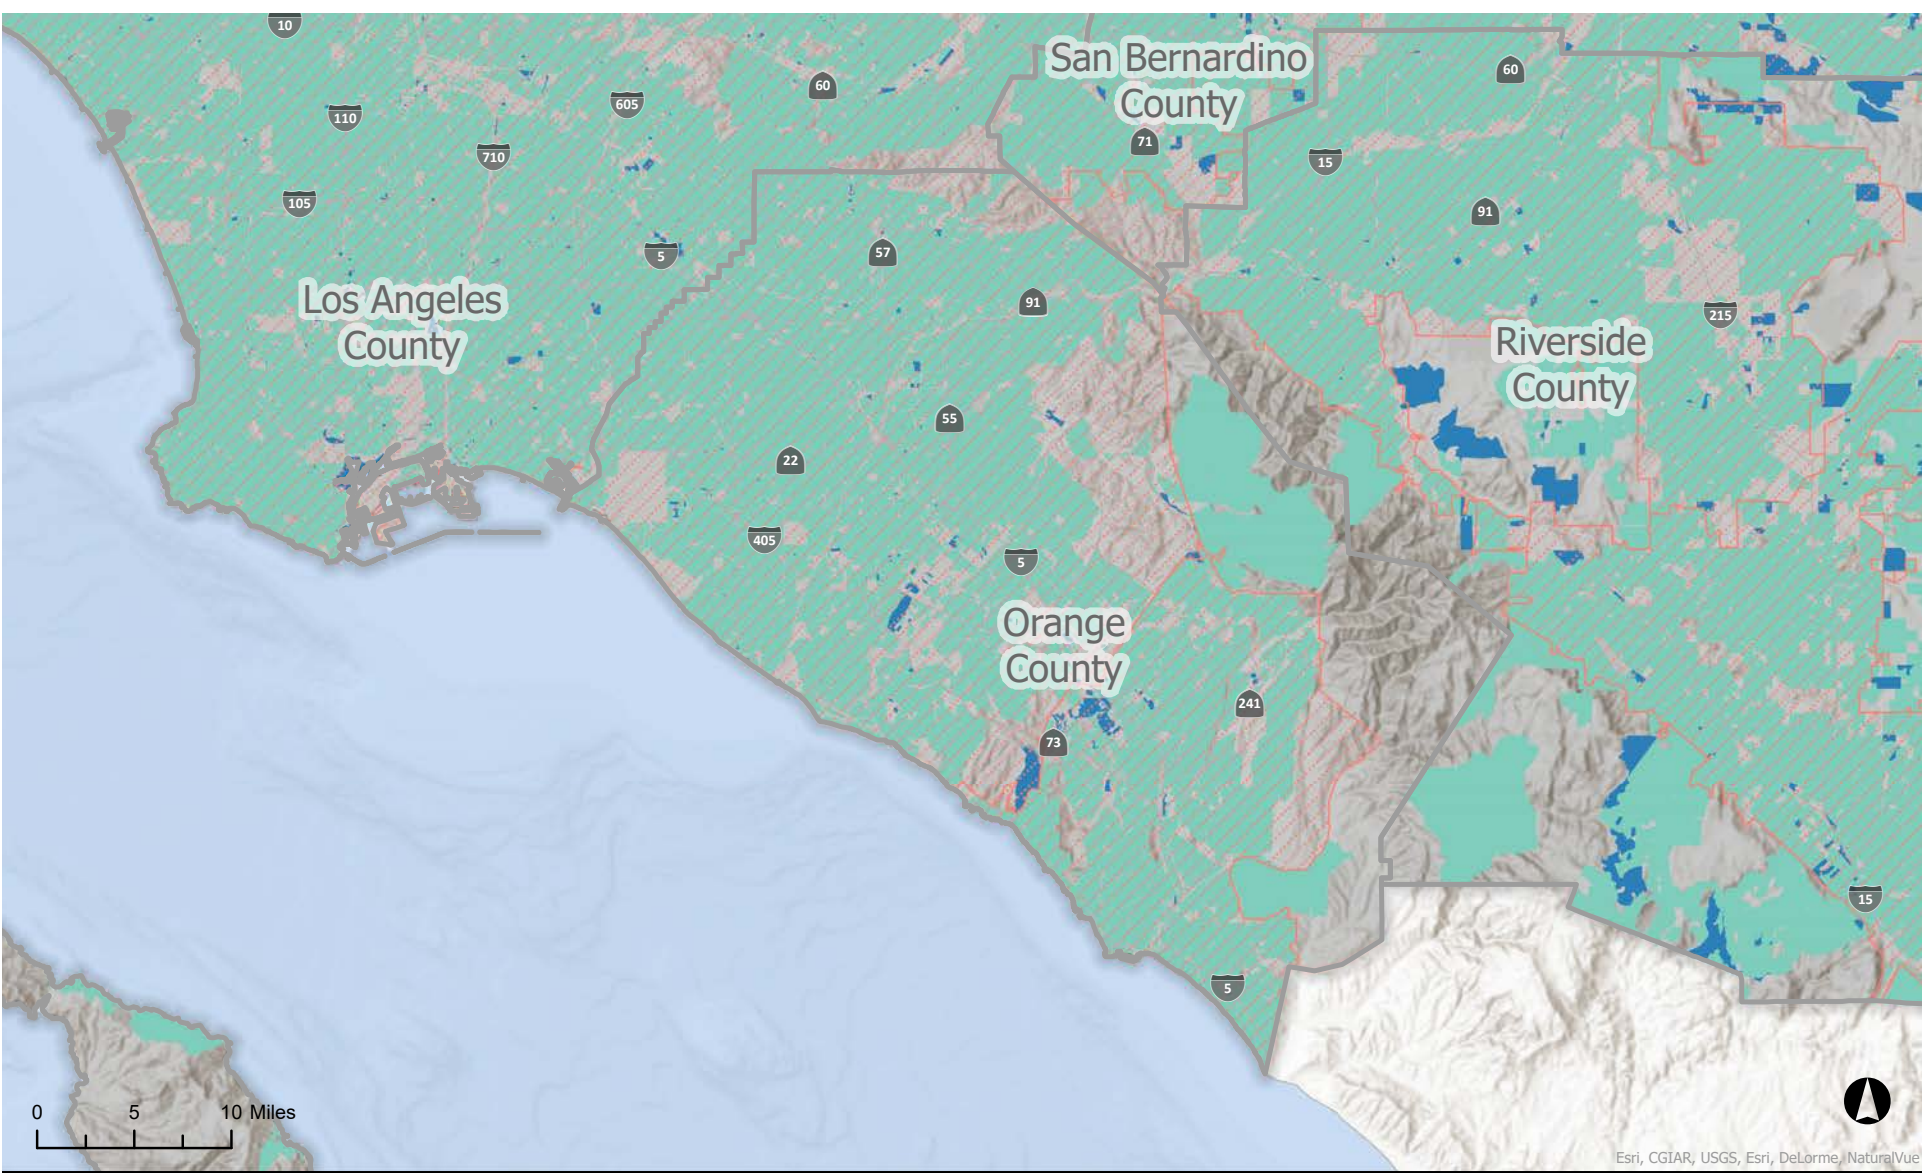 10
San Bernardino
County
60
60
605
110
71
710
15
105
91
57
5
Los Angeles
County
91
215
Riverside
County
55
22
405
5
Orange
County
241
73
15
5
0 5 10 Miles
Esri, CGIAR, USGS, Esri, DeLorme, NaturalVue